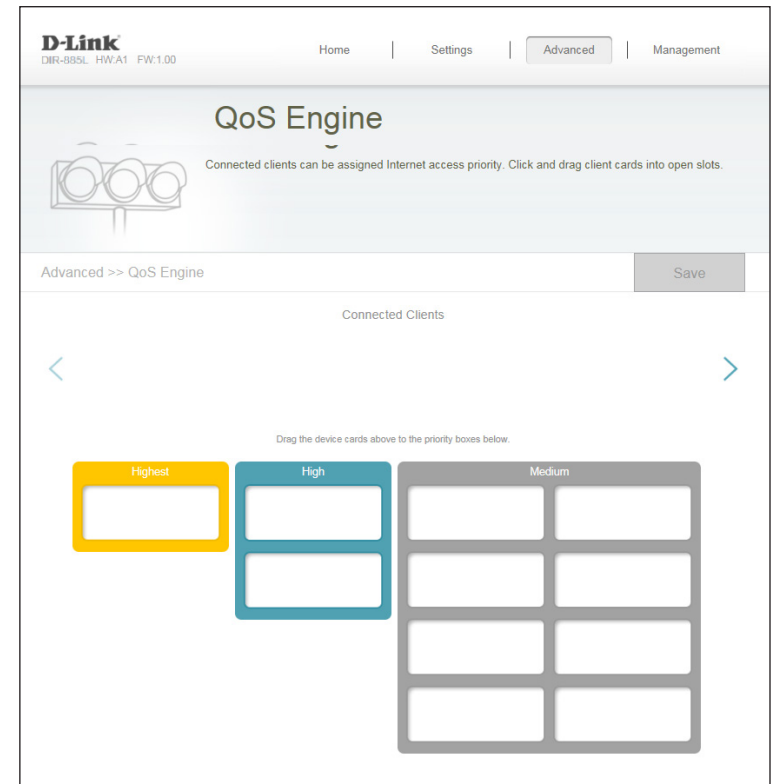 D-Link
DIR-885L HW:A1 FW:1.00
Home Settings Advanced Management
QoS Engine
Connected clients can be assigned Internet access priority. Click and drag client cards into open slots.
Advanced >> QoS Engine
Save
Connected Clients
Drag the device cards above to the priority boxes below.
Highest High Medium